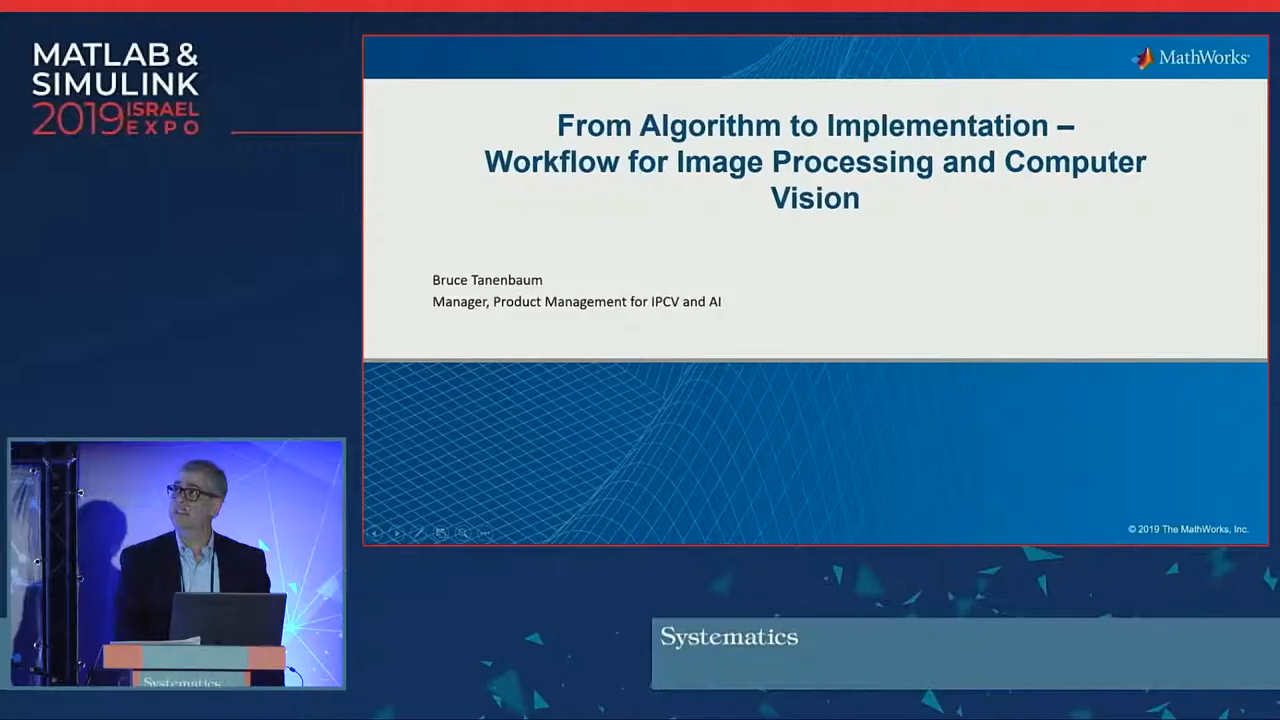 MATLAB &
SIMULINK
2019 ISRAEL
EXPO
MathWorks®
From Algorithm to Implementation –
Workflow for Image Processing and Computer
Vision
Bruce Tanenbaum
Manager, Product Management for IPCV and AI
© 2019 The MathWorks, Inc.
Systematics
Systematics